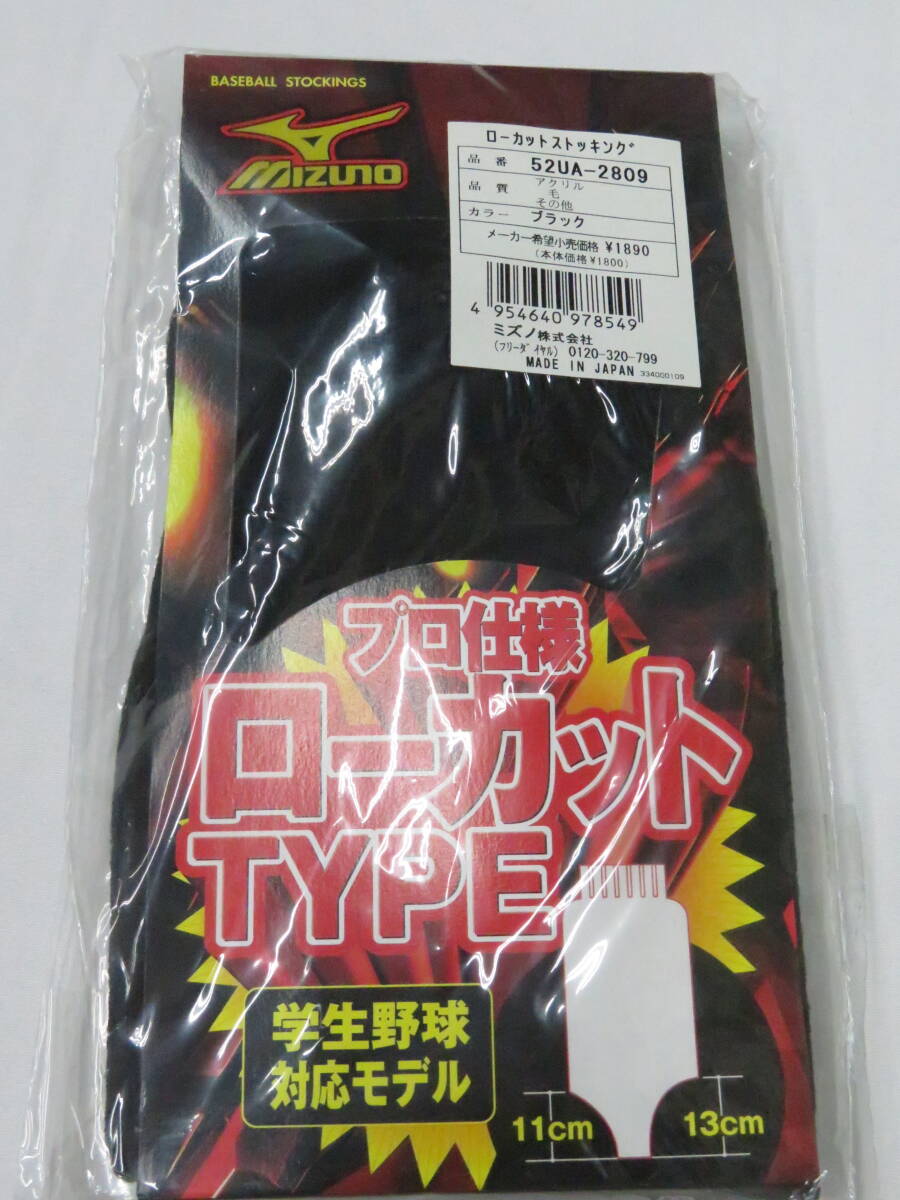 BASEBALL STOCKINGS
MIZUNO
ローカットストッキング
品番 52UA-2809
品質 アクリル
毛
その他
カラー ブラック
メーカー希望小売価格 ¥1890
(本体価格¥1800)
4 954640 978549
ミズノ株式会社
(フリーダイヤル) 0120-320-799
MADE IN JAPAN 334000109
プロ仕様
ローカット
TYPE
学生野球
対応モデル
11cm 13cm